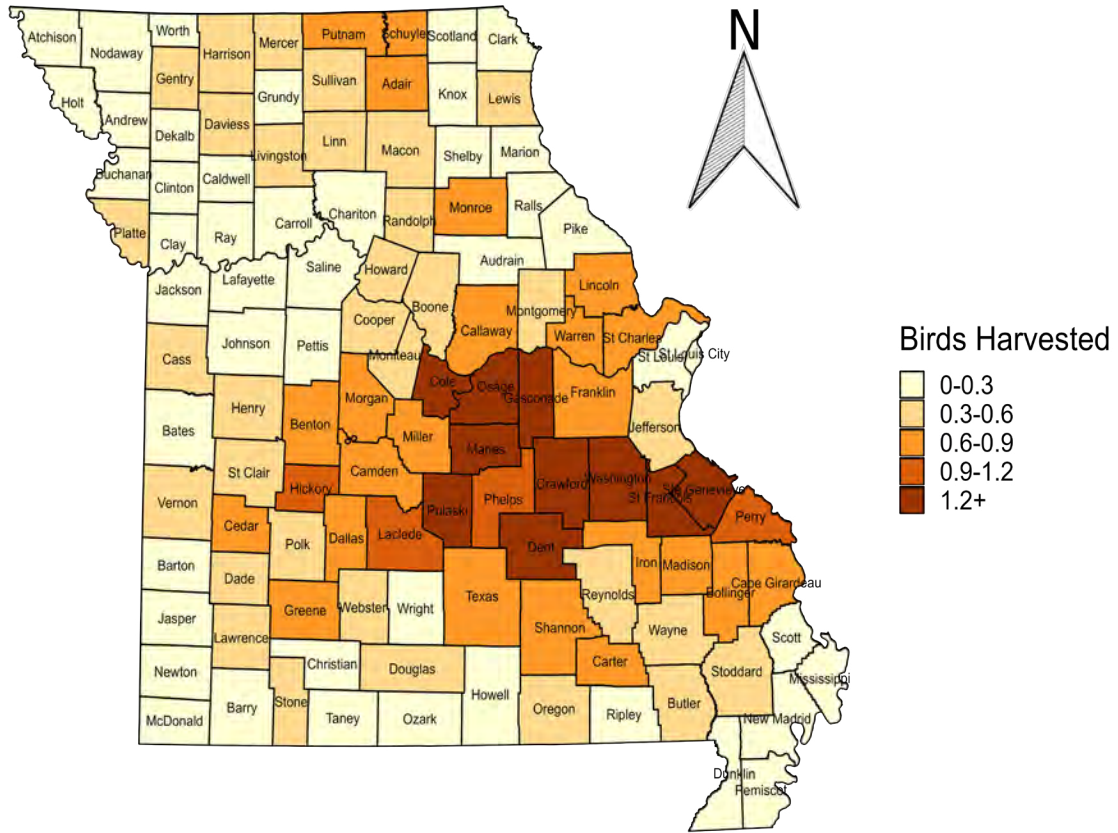 N
Atchison
Nodaway
Worth
Harrison
Mercer
Putnam
Schuyler
Scotland
Clark
Gentry
Sullivan
Adair
Knox
Lewis
Holt
Andrew
Dekalb
Daviess
Grundy
Livingston
Linn
Macon
Shelby
Marion
Buchanan
Clinton
Caldwell
Carroll
Chariton
Randolph
Monroe
Ralls
Pike
Platte
Clay
Ray
Audrain
Jackson
Lafayette
Saline
Howard
Boone
Callaway
Montgomery
Lincoln
Warren
St Charles
St Louis
St Louis City
Cass
Johnson
Pettis
Cooper
Moniteau
Cole
Osage
Gasconade
Franklin
Jefferson
Bates
Henry
Benton
Morgan
Miller
Maries
St Clair
Hickory
Camden
Pulaski
Phelps
Crawford
Washington
St Francois
Ste Genevieve
Perry
Vernon
Cedar
Polk
Dallas
Laclede
Dent
Iron
Madison
Bollinger
Cape Girardeau
Barton
Dade
Greene
Webster
Wright
Texas
Shannon
Reynolds
Wayne
Jasper
Lawrence
Christian
Douglas
Howell
Carter
Stoddard
Scott
Mississippi
Newton
McDonald
Barry
Stone
Taney
Ozark
Oregon
Ripley
Butler
New Madrid
Dunklin
Pemiscot
Birds Harvested
0-0.3
0.3-0.6
0.6-0.9
0.9-1.2
1.2+